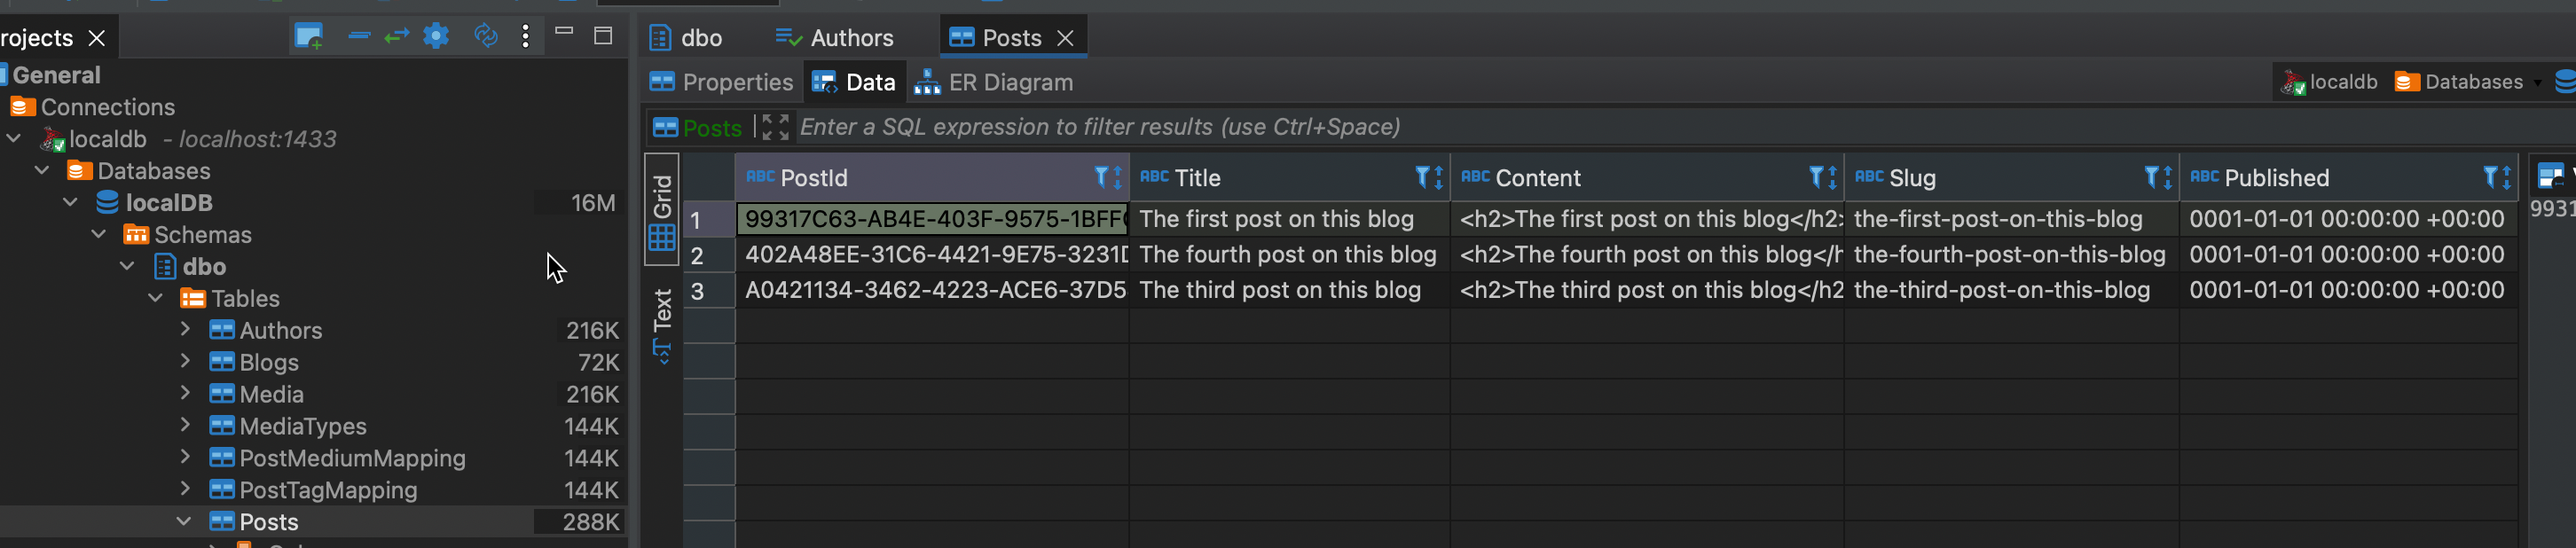 rojects
General
Connections
localdb - localhost:1433
Databases
localDB 16M
Schemas
dbo
Tables
Authors 216K
Blogs 72K
Media 216K
MediaTypes 144K
PostMediumMapping 144K
PostTagMapping 144K
Posts 288K
dbo Authors Posts
Properties Data ER Diagram
localdb Databases
Posts Enter a SQL expression to filter results (use Ctrl+Space)
Grid
Text
ABC PostId ABC Title ABC Content ABC Slug ABC Published
1 99317C63-AB4E-403F-9575-1BFF The first post on this blog <h2>The first post on this blog</h2> the-first-post-on-this-blog 0001-01-01 00:00:00 +00:00
2 402A48EE-31C6-4421-9E75-3231D The fourth post on this blog <h2>The fourth post on this blog</h the-fourth-post-on-this-blog 0001-01-01 00:00:00 +00:00
3 A0421134-3462-4223-ACE6-37D5 The third post on this blog <h2>The third post on this blog</h2 the-third-post-on-this-blog 0001-01-01 00:00:00 +00:00
9931